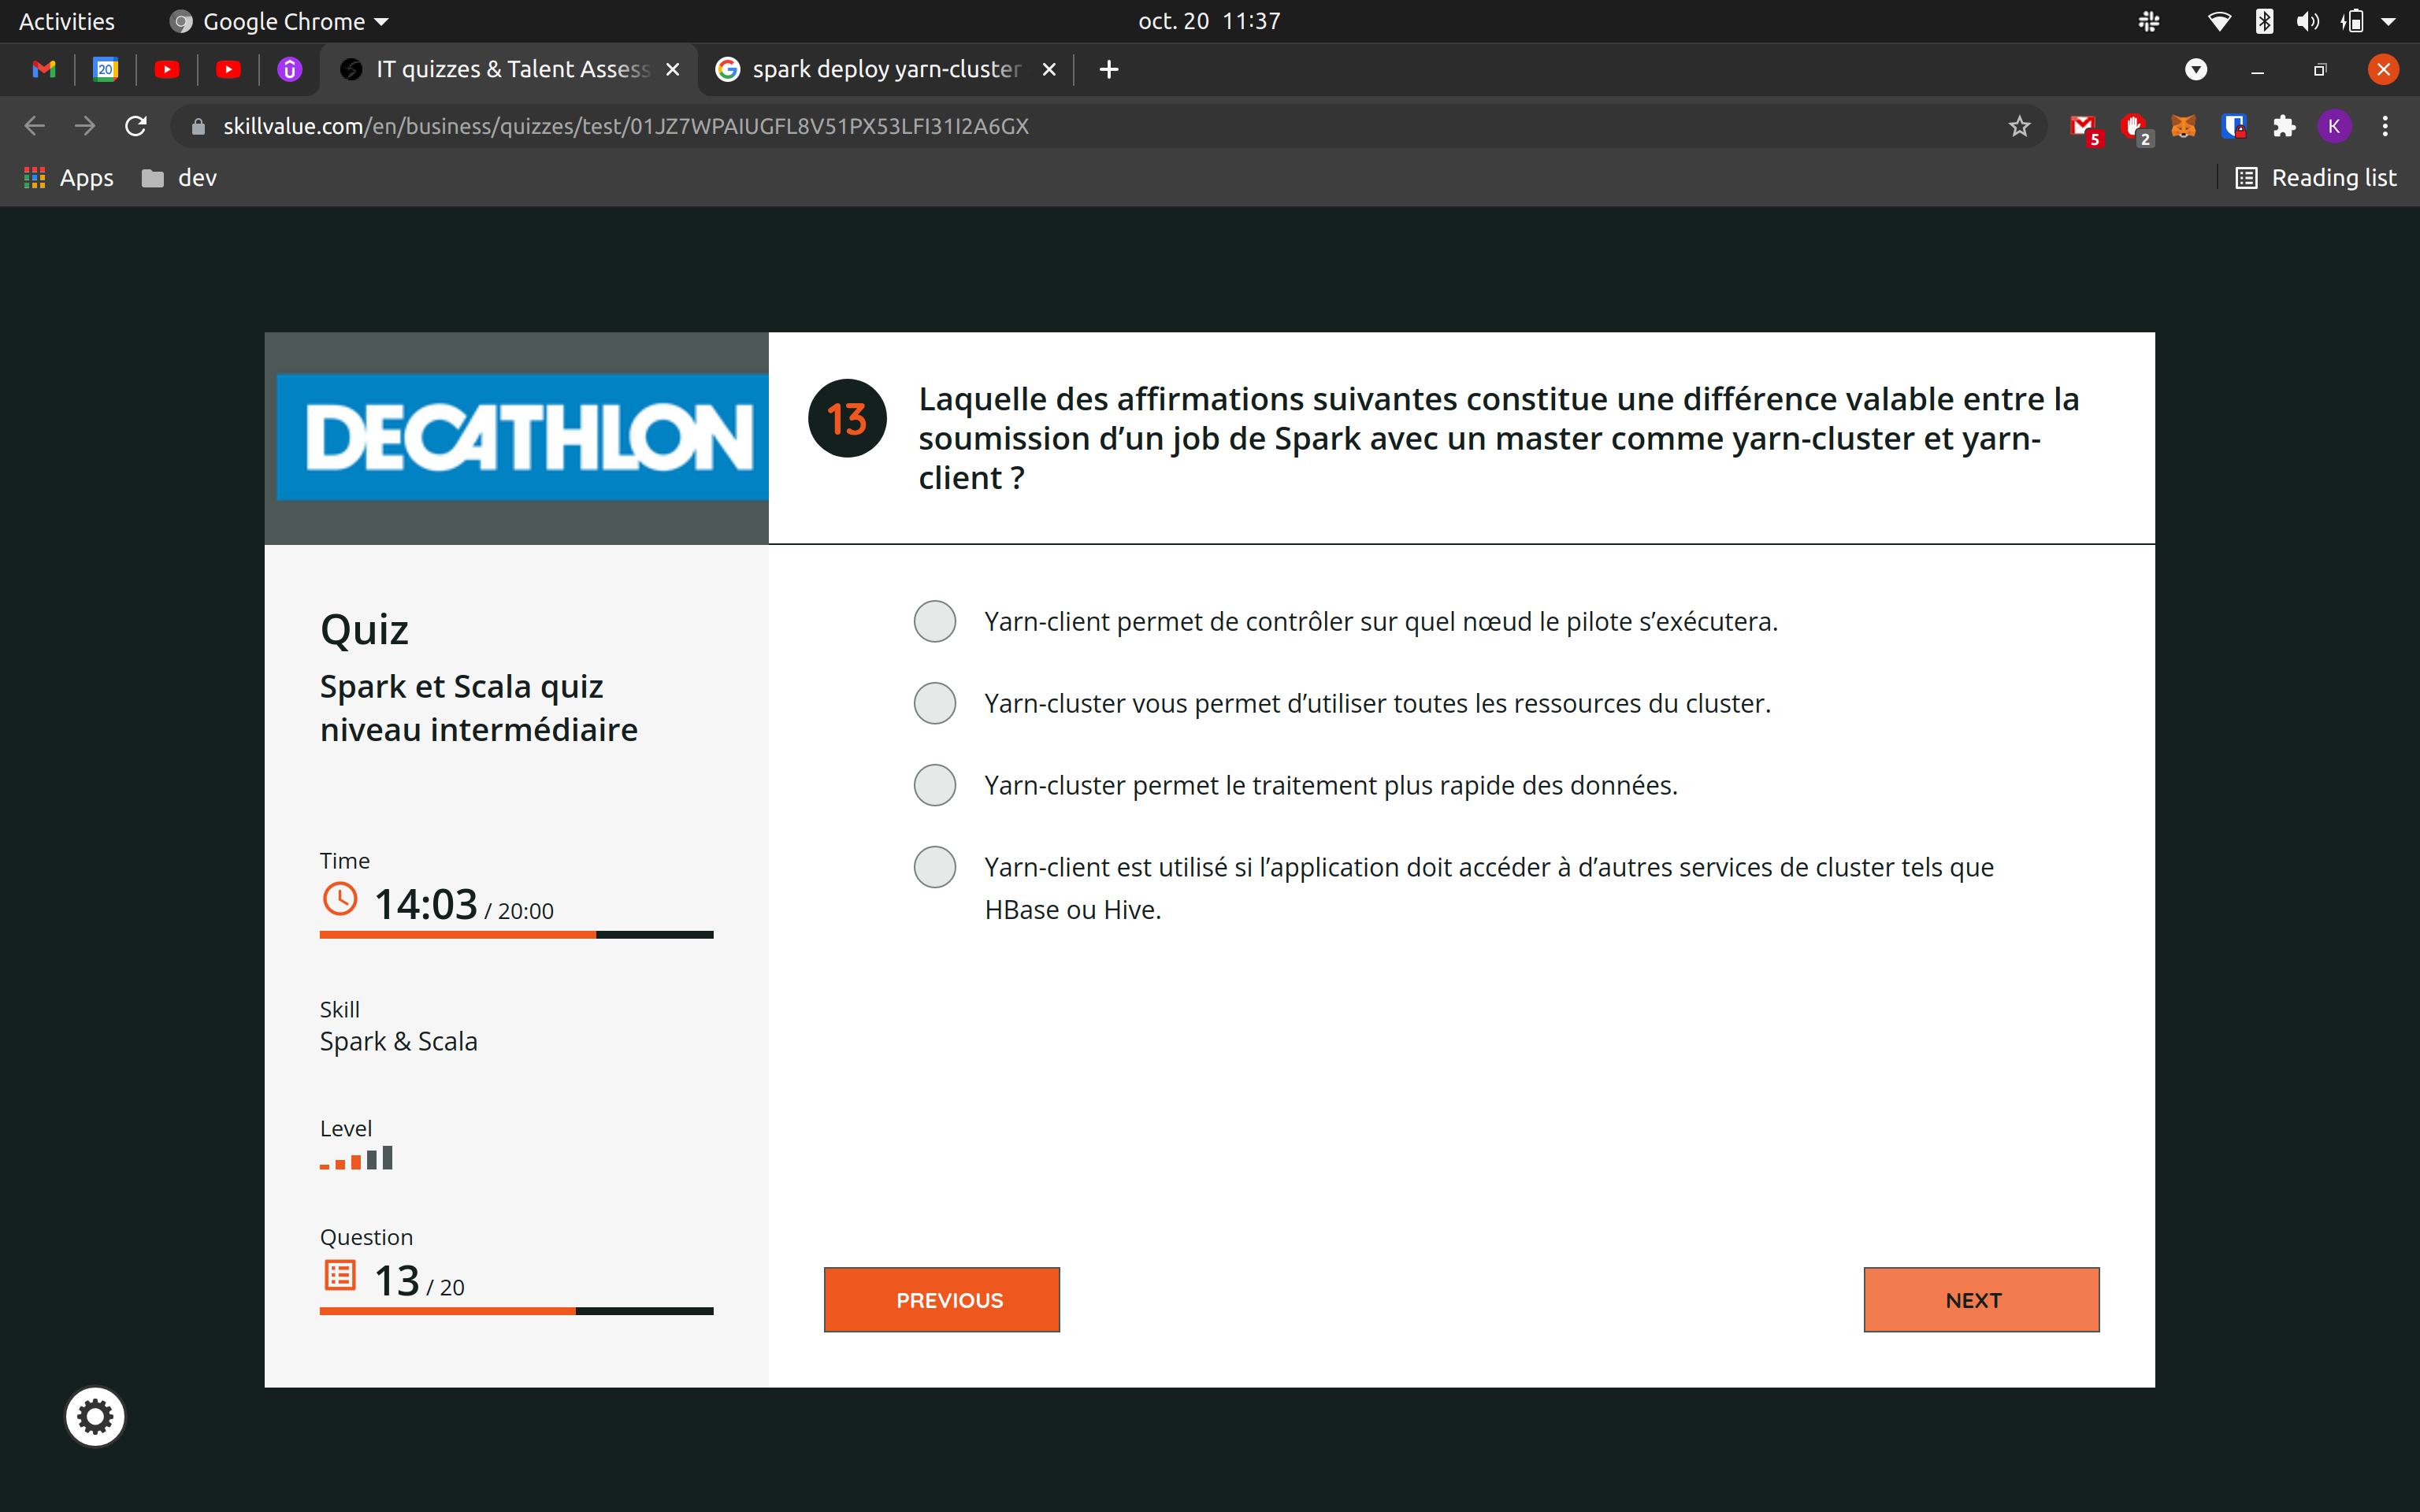 Activities
Google Chrome
oct. 20 11:37
20
IT quizzes & Talent Assess
spark deploy yarn-cluster
skillvalue.com/en/business/quizzes/test/01JZ7WPAIUGFL8V51PX53LFI31I2A6GX
5
2
K
Apps
dev
Reading list
DECATHLON
13
Laquelle des affirmations suivantes constitue une différence valable entre la
soumission d’un job de Spark avec un master comme yarn-cluster et yarn-
client ?
Quiz
Spark et Scala quiz
niveau intermédiaire
Time
14:03 / 20:00
Skill
Spark & Scala
Level
Question
13 / 20
Yarn-client permet de contrôler sur quel nœud le pilote s’exécutera.
Yarn-cluster vous permet d’utiliser toutes les ressources du cluster.
Yarn-cluster permet le traitement plus rapide des données.
Yarn-client est utilisé si l’application doit accéder à d’autres services de cluster tels que
HBase ou Hive.
PREVIOUS
NEXT